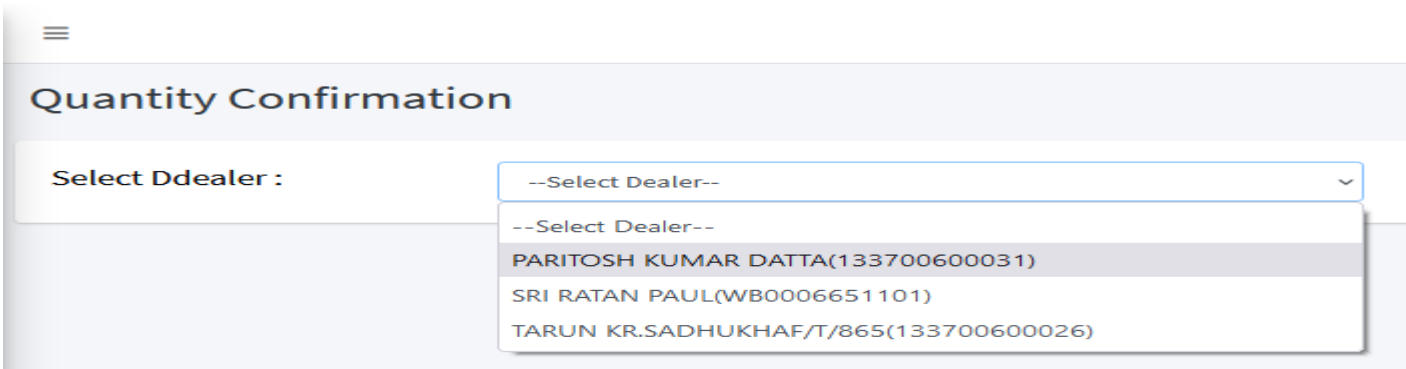 Quantity Confirmation
Select Ddealer :
--Select Dealer--
--Select Dealer--
PARITOSH KUMAR DATTA(133700600031)
SRI RATAN PAUL(WB0006651101)
TARUN KR.SADHUKHAF/T/865(133700600026)